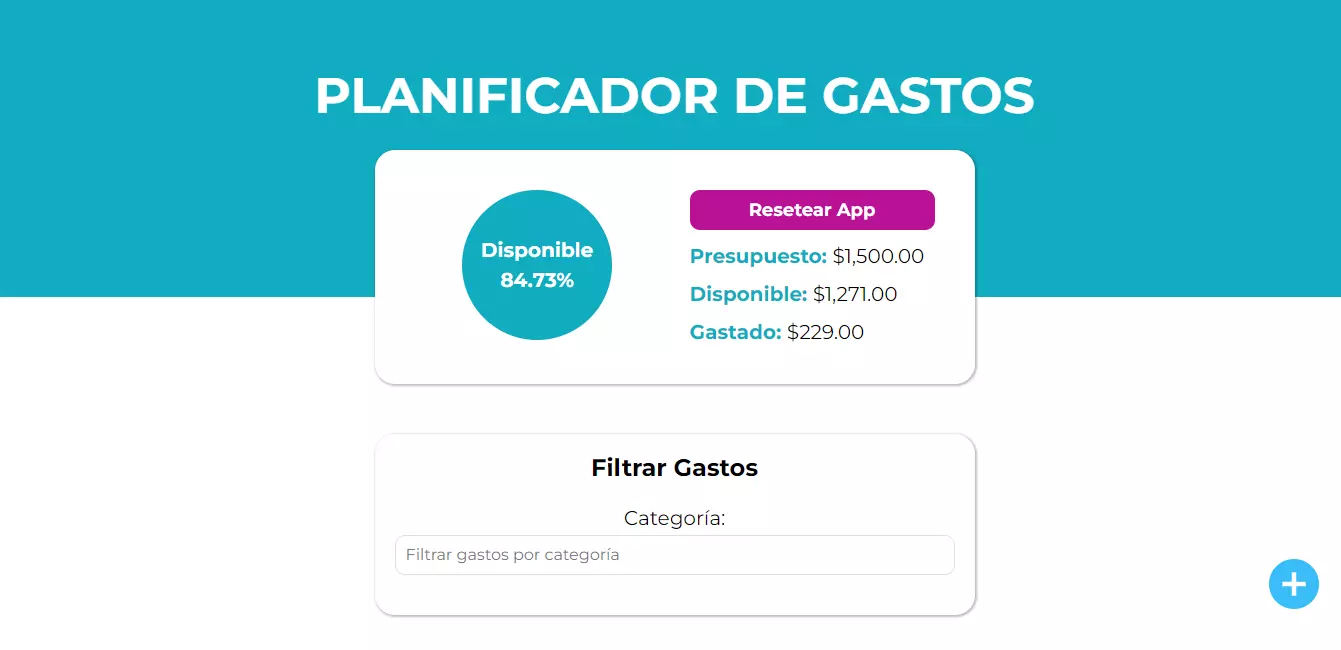 PLANIFICADOR DE GASTOS
Disponible
84.73%
Resetear App
Presupuesto: $1,500.00
Disponible: $1,271.00
Gastado: $229.00
Filtrar Gastos
Categoría:
Filtrar gastos por categoría